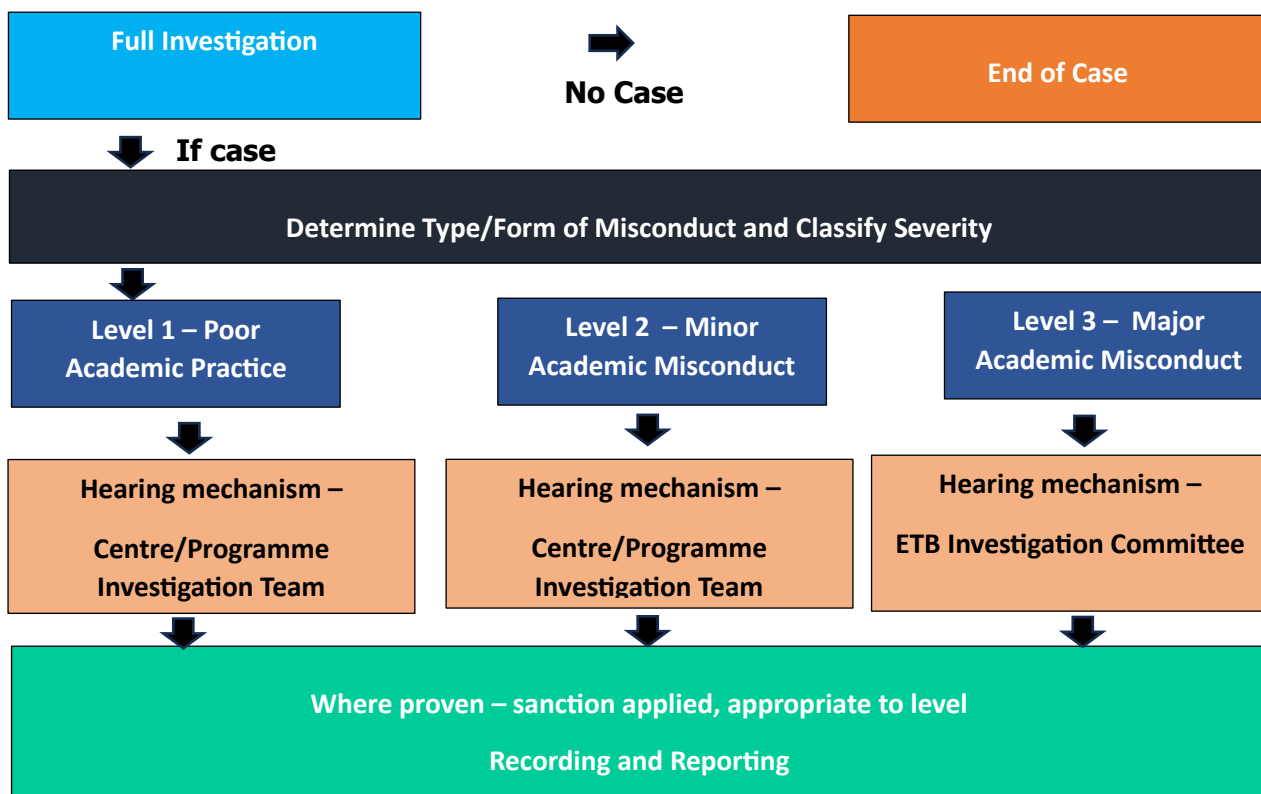 Full Investigation
No Case
End of Case
If case
Determine Type/Form of Misconduct and Classify Severity
Level 1 – Poor
Academic Practice
Level 2 – Minor
Academic Misconduct
Level 3 – Major
Academic Misconduct
Hearing mechanism –
Centre/Programme
Investigation Team
Hearing mechanism –
Centre/Programme
Investigation Team
Hearing mechanism –
ETB Investigation Committee
Where proven – sanction applied, appropriate to level
Recording and Reporting